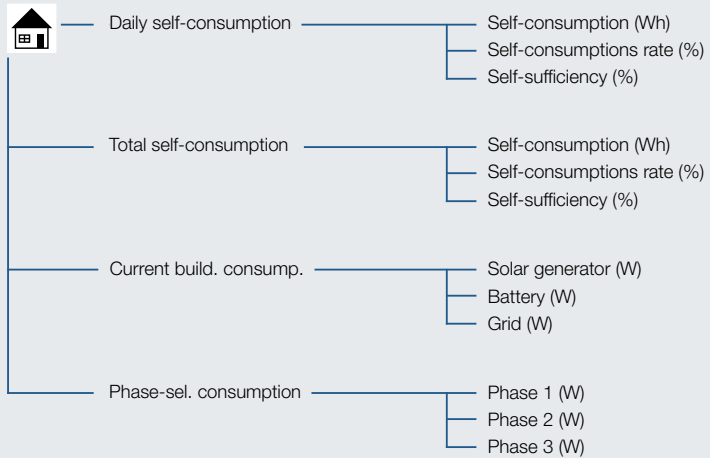 Daily self-consumption
Self-consumption (Wh)
Self-consumptions rate (%)
Self-sufficiency (%)
Total self-consumption
Self-consumption (Wh)
Self-consumptions rate (%)
Self-sufficiency (%)
Current build. consump.
Solar generator (W)
Battery (W)
Grid (W)
Phase-sel. consumption
Phase 1 (W)
Phase 2 (W)
Phase 3 (W)